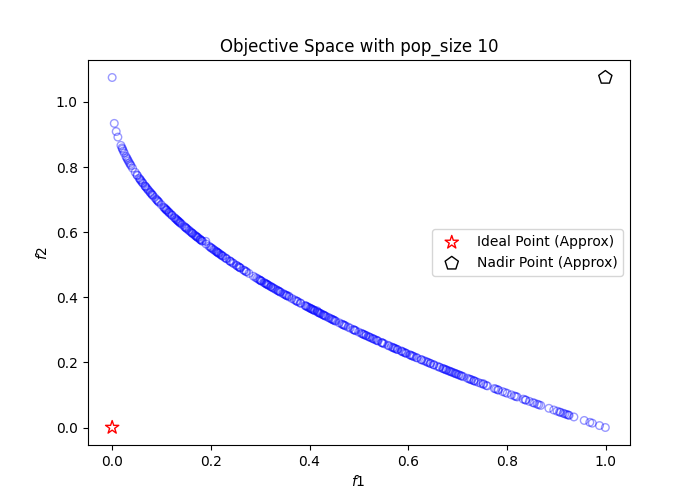 Objective Space with pop_size 10
f2
1.0
0.8
0.6
0.4
0.2
0.0
Ideal Point (Approx)
Nadir Point (Approx)
0.0 0.2 0.4 0.6 0.8 1.0
f1